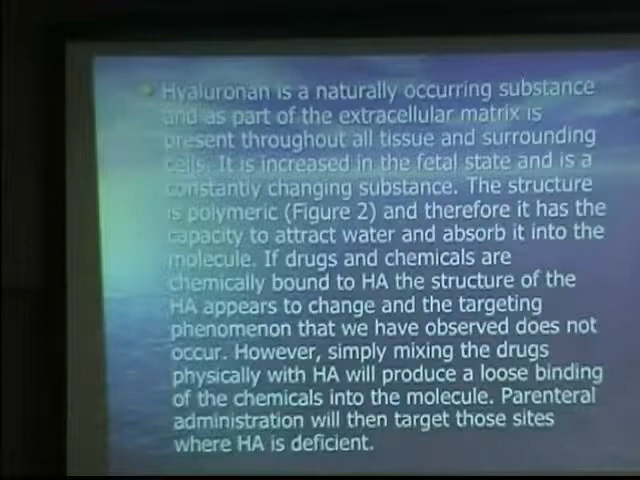 Hyaluronan is a naturally occurring substance
and as part of the extracellular matrix is
present throughout all tissue and surrounding
cells. It is increased in the fetal state and is a
constantly changing substance. The structure
is polymeric (Figure 2) and therefore it has the
capacity to attract water and absorb it into the
molecule. If drugs and chemicals are
chemically bound to HA the structure of the
HA appears to change and the targeting
phenomenon that we have observed does not
occur. However, simply mixing the drugs
physically with HA will produce a loose binding
of the chemicals into the molecule. Parenteral
administration will then target those sites
where HA is deficient.